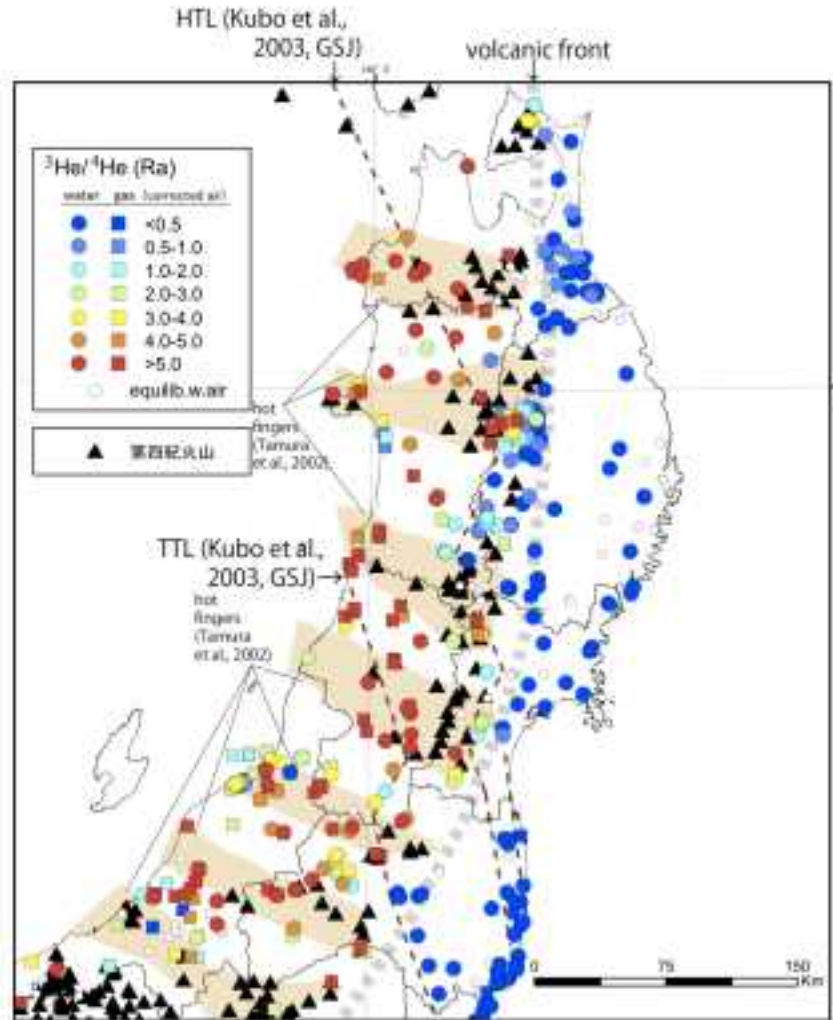 HTL (Kubo et al.,
2003, GSJ)
volcanic front
³He/⁴He (Ra)
water gas (corrected air)
<0.5
0.5-1.0
1.0-2.0
2.0-3.0
3.0-4.0
4.0-5.0
>5.0
equilib.w.air
第四紀火山
hot
fingers
(Tamura
et al., 2002)
TTL (Kubo et al.,
2003, GSJ)
hot
fingers
(Tamura
et al., 2002)
0 75 150
Km